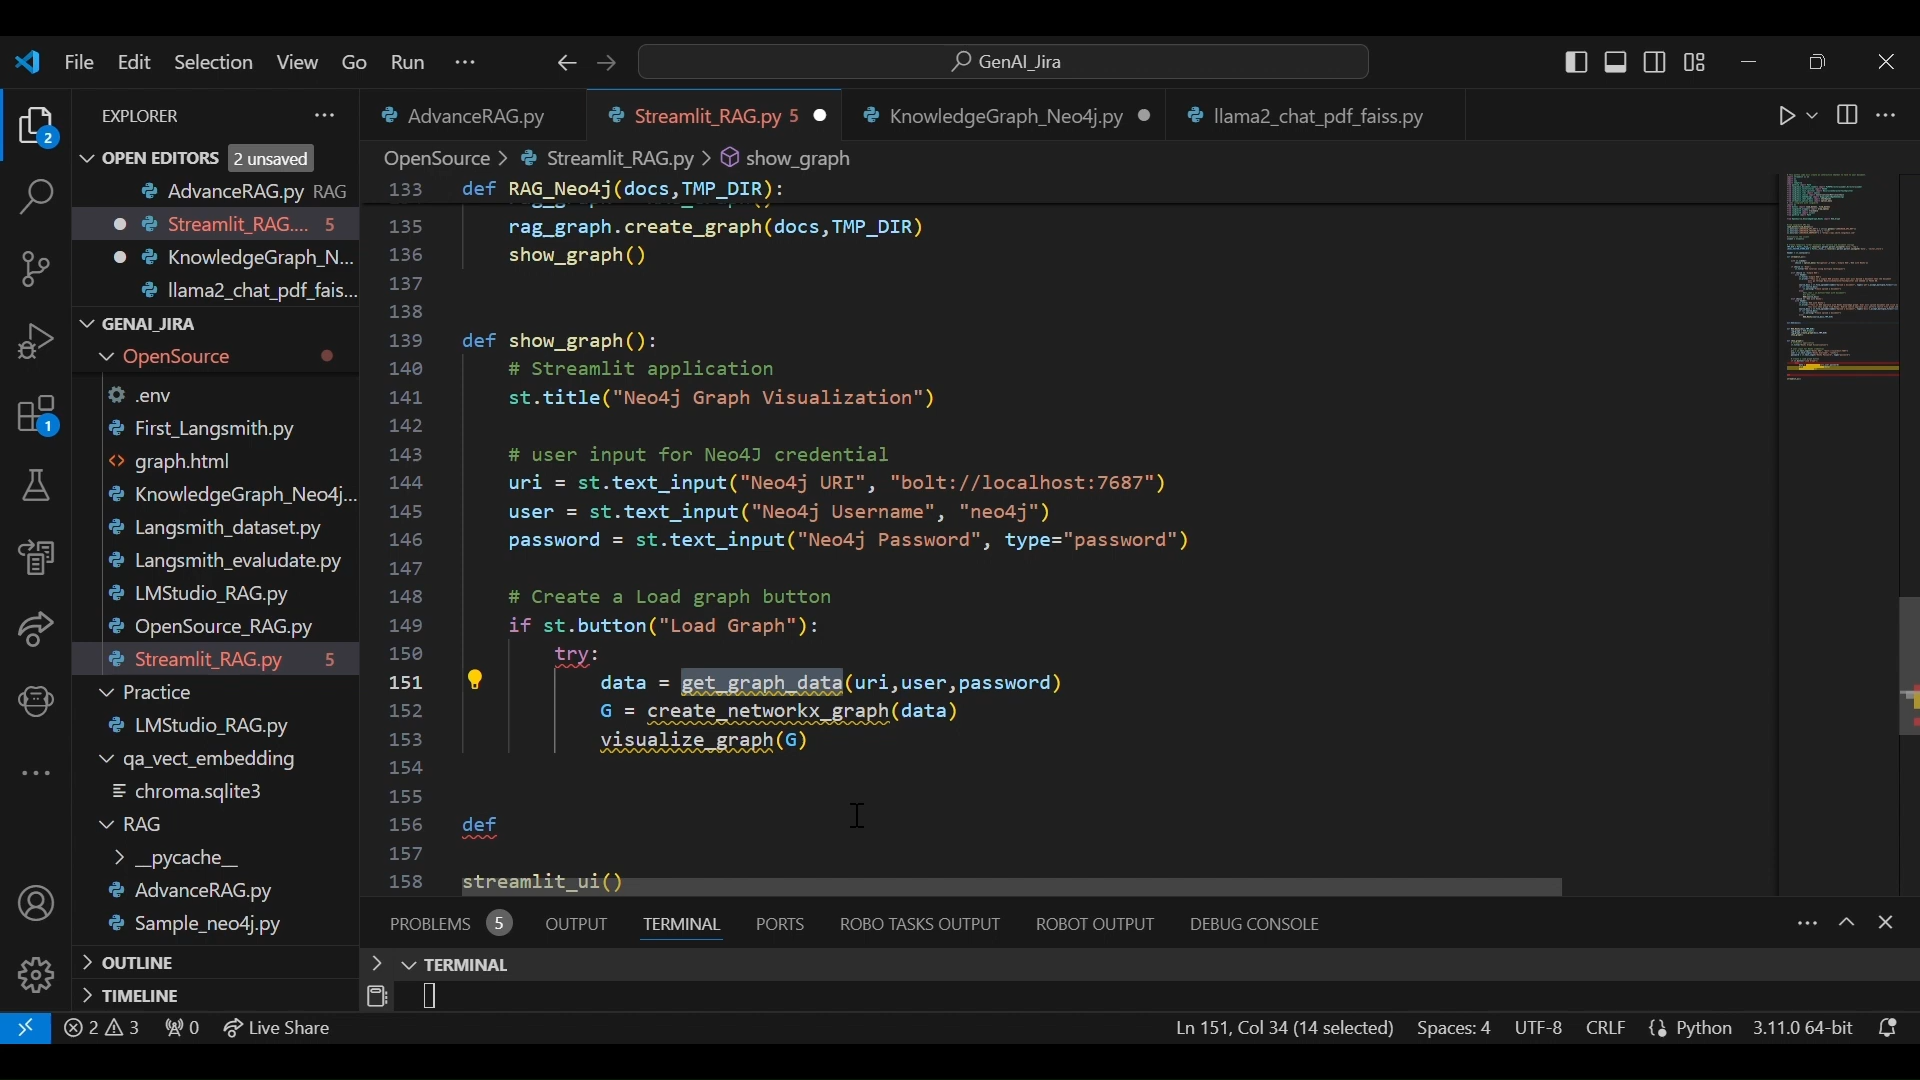 File Edit Selection View Go Run ···
GenAI_Jira
EXPLORER ···
OPEN EDITORS 2 unsaved
AdvanceRAG.py RAG
Streamlit_RAG.... 5
KnowledgeGraph_N...
llama2_chat_pdf_fais...
GENAI_JIRA
OpenSource
.env
First_Langsmith.py
graph.html
KnowledgeGraph_Neo4j...
Langsmith_dataset.py
Langsmith_evaludate.py
LMStudio_RAG.py
OpenSource_RAG.py
Streamlit_RAG.py 5
Practice
LMStudio_RAG.py
qa_vect_embedding
chroma.sqlite3
RAG
__pycache__
AdvanceRAG.py
Sample_neo4j.py
OUTLINE
TIMELINE
2
1
AdvanceRAG.py Streamlit_RAG.py 5 KnowledgeGraph_Neo4j.py llama2_chat_pdf_faiss.py
OpenSource > Streamlit_RAG.py > show_graph
133 def RAG_Neo4j(docs,TMP_DIR):
135 rag_graph.create_graph(docs,TMP_DIR)
136 show_graph()
137
138
139 def show_graph():
140 # Streamlit application
141 st.title("Neo4j Graph Visualization")
142
143 # user input for Neo4J credential
144 uri = st.text_input("Neo4j URI", "bolt://localhost:7687")
145 user = st.text_input("Neo4j Username", "neo4j")
146 password = st.text_input("Neo4j Password", type="password")
147
148 # Create a Load graph button
149 if st.button("Load Graph"):
150 try:
151 data = get_graph_data(uri,user,password)
152 G = create_networkx_graph(data)
153 visualize_graph(G)
154
155
156 def
157
158 streamlit_ui()
PROBLEMS 5 OUTPUT TERMINAL PORTS ROBO TASKS OUTPUT ROBOT OUTPUT DEBUG CONSOLE
TERMINAL
2 3 0 Live Share Ln 151, Col 34 (14 selected) Spaces: 4 UTF-8 CRLF Python 3.11.0 64-bit